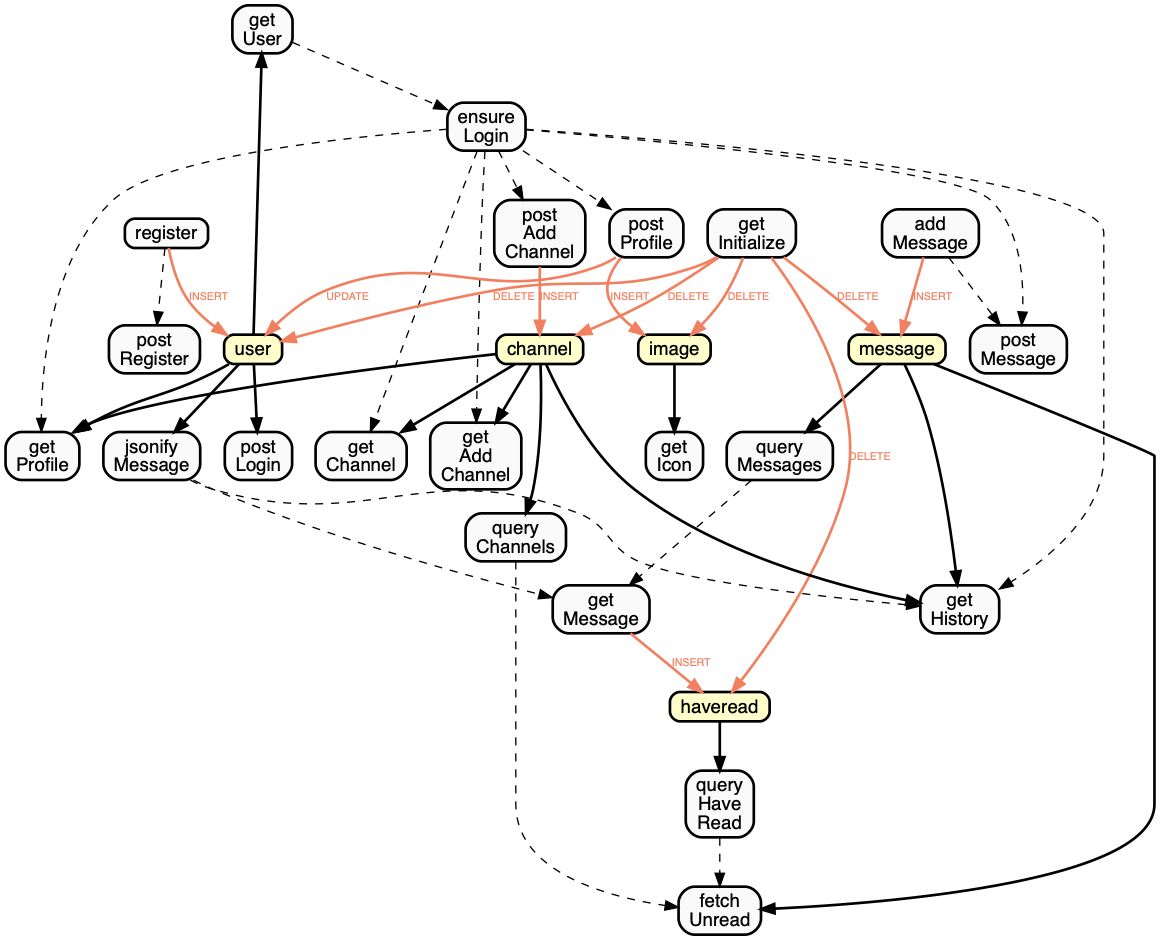 get
User
ensure
Login
register
post
Add
Channel
post
Profile
get
Initialize
add
Message
INSERT
UPDATE
DELETE
INSERT
INSERT
DELETE
DELETE
DELETE
INSERT
post
Register
user
channel
image
message
post
Message
get
Profile
jsonify
Message
post
Login
get
Channel
get
Add
Channel
get
Icon
query
Messages
DELETE
query
Channels
get
Message
get
History
INSERT
haveread
query
Have
Read
fetch
Unread